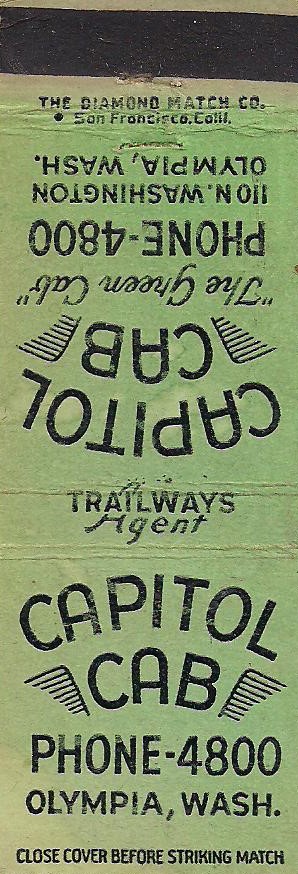 THE DIAMOND MATCH CO.
• San Francisco, Calif.
CAPITOL
CAB
"The Green Cab"
PHONE-4800
110 N. WASHINGTON
OLYMPIA, WASH.
TRAILWAYS
Agent
CAPITOL
CAB
PHONE-4800
OLYMPIA, WASH.
CLOSE COVER BEFORE STRIKING MATCH